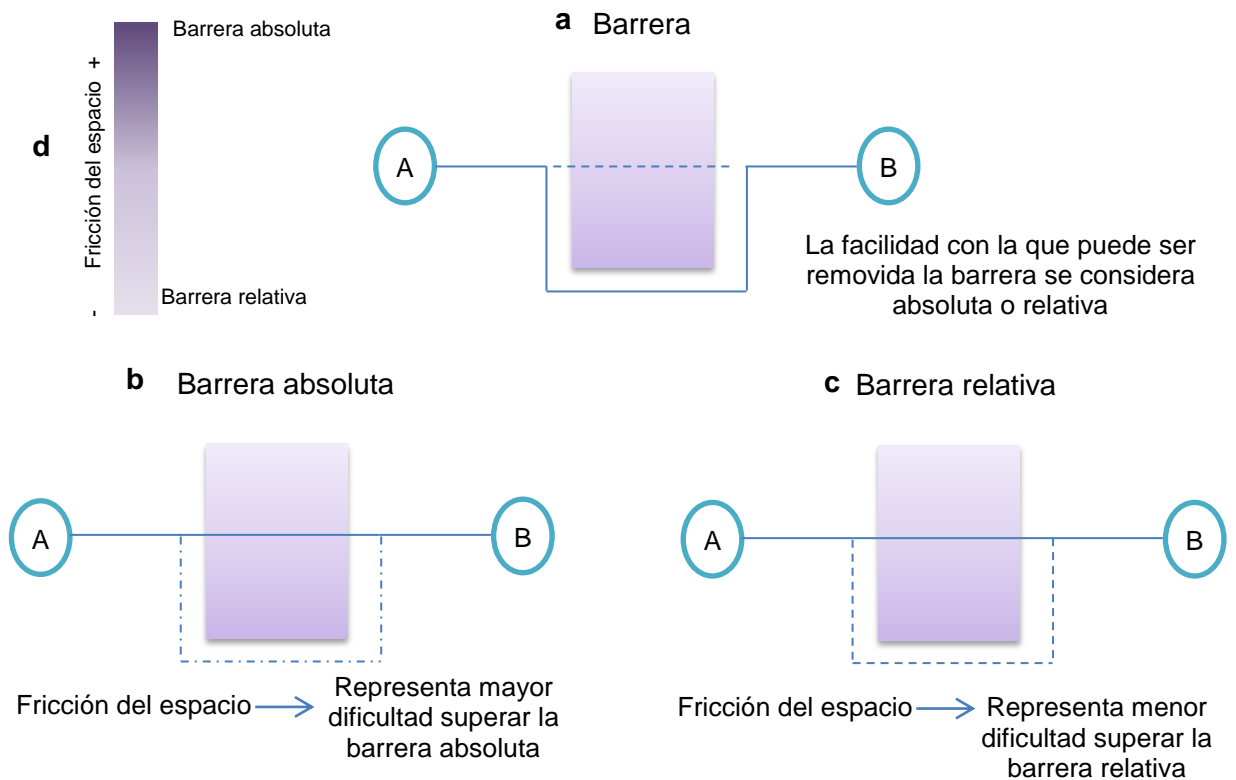 Barrera absoluta
Fricción del espacio +
d
Barrera relativa
-
a Barrera
A
B
La facilidad con la que puede ser
removida la barrera se considera
absoluta o relativa
b Barrera absoluta
A
B
Fricción del espacio
Representa mayor
dificultad superar la
barrera absoluta
c Barrera relativa
A
B
Fricción del espacio
Representa menor
dificultad superar la
barrera relativa